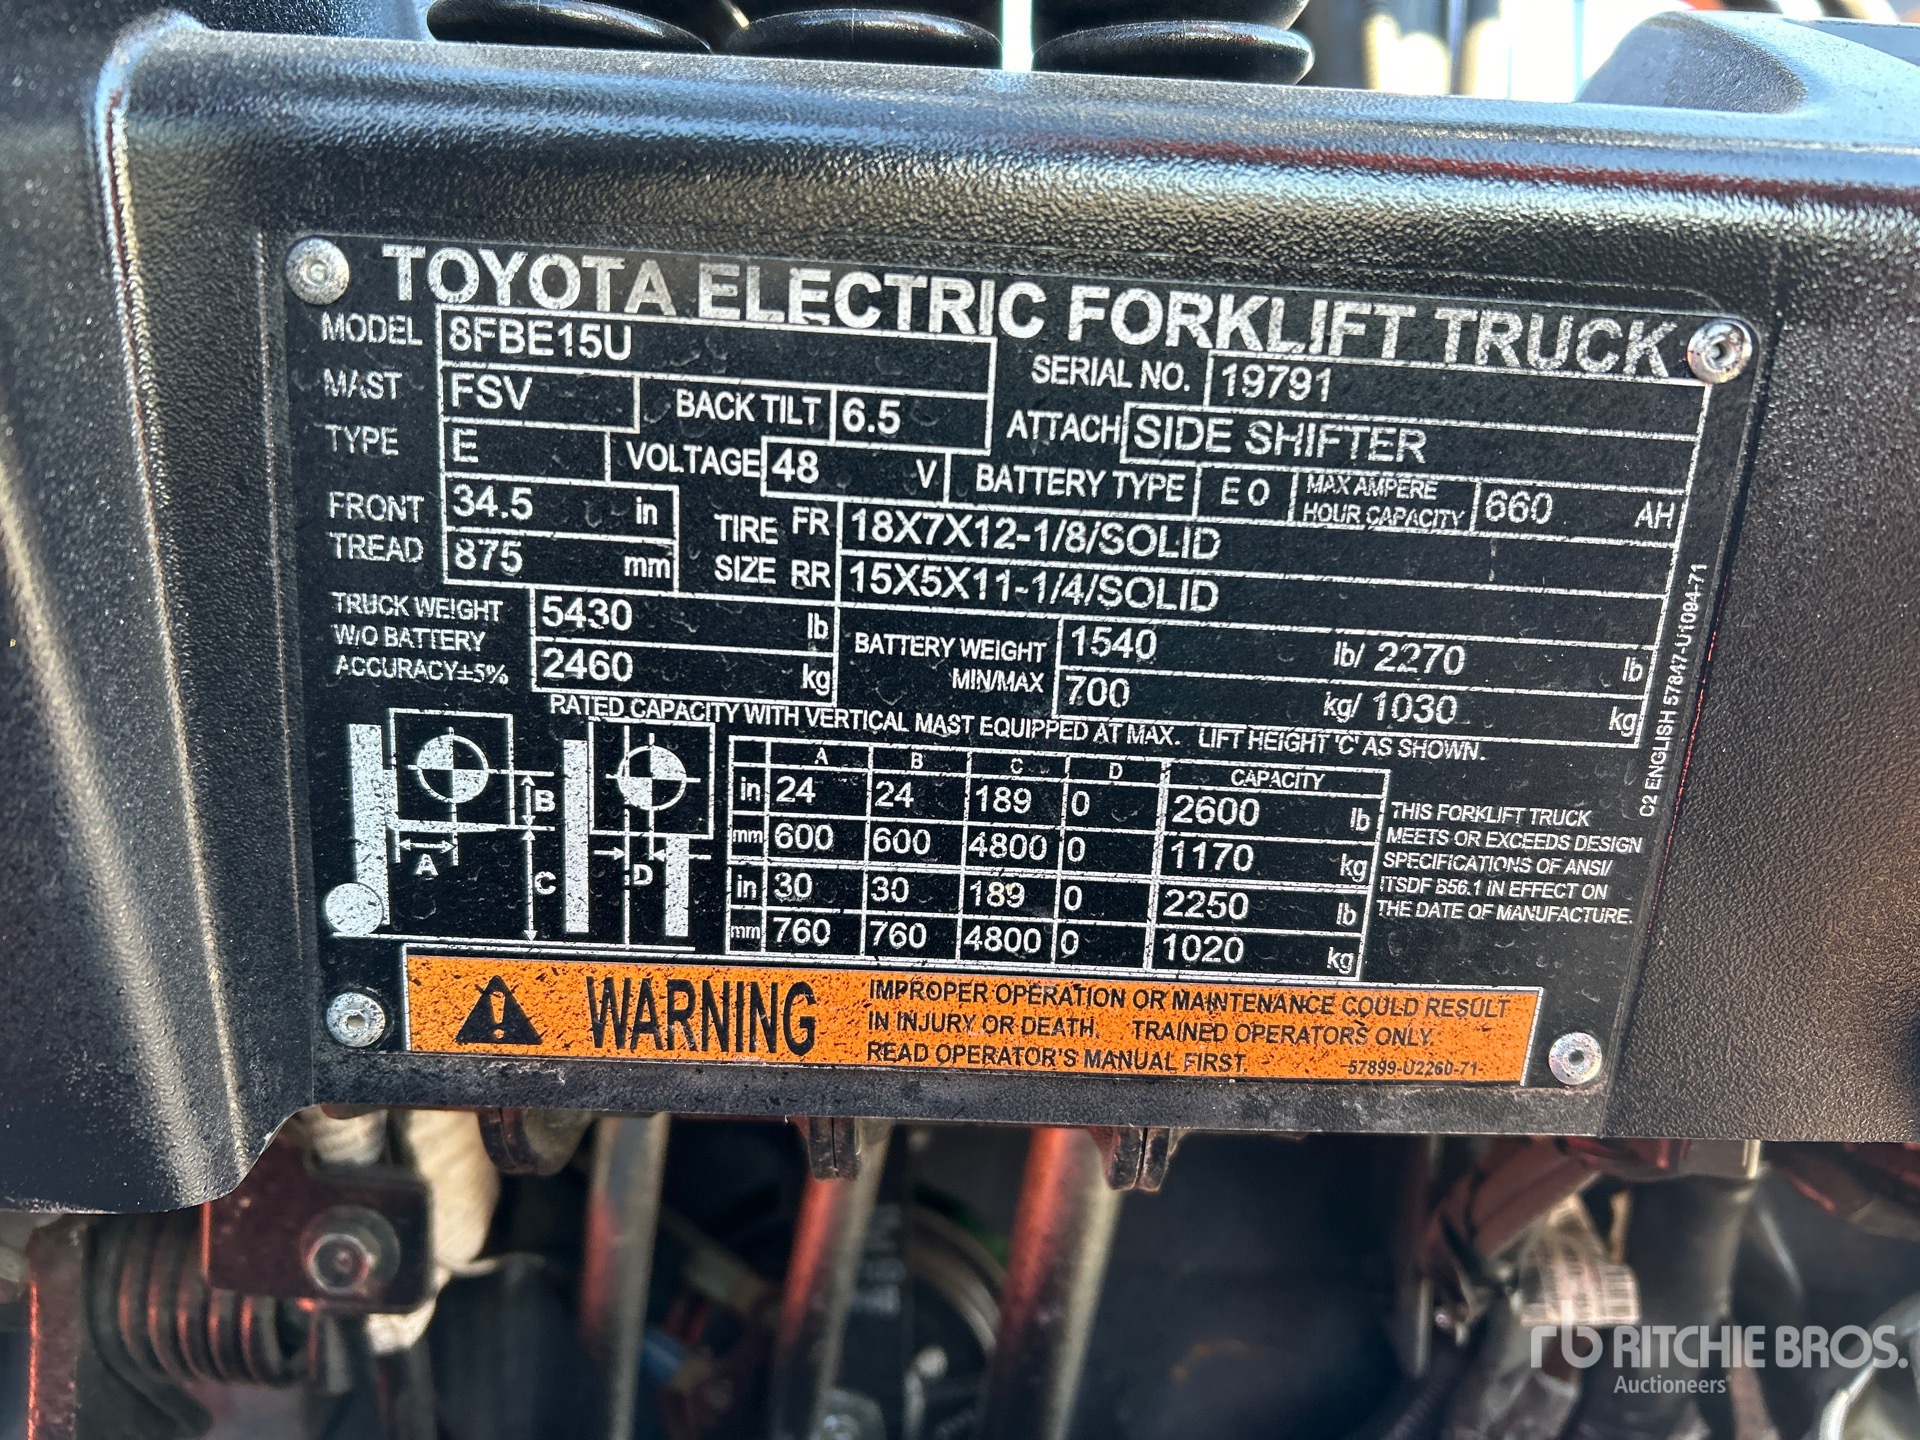 TOYOTA ELECTRIC FORKLIFT TRUCK
MODEL 8FBE15U SERIAL NO. 19791
MAST FSV BACK TILT 6.5 ATTACH SIDE SHIFTER
TYPE E VOLTAGE 48 V BATTERY TYPE E O MAX AMPERE HOUR CAPACITY 660 AH
FRONT TREAD 34.5 in TIRE SIZE FR 18X7X12-1/8/SOLID
875 mm RR 15X5X11-1/4/SOLID
TRUCK WEIGHT W/O BATTERY ACCURACY±5% 5430 lb BATTERY WEIGHT MIN/MAX 1540 lb/ 2270 lb
2460 kg 700 kg/ 1030 kg
RATED CAPACITY WITH VERTICAL MAST EQUIPPED AT MAX. LIFT HEIGHT 'C' AS SHOWN.
A B C D
A B C D CAPACITY
in 24 24 189 0 2600 lb
mm 600 600 4800 0 1170 kg
in 30 30 189 0 2250 lb
mm 760 760 4800 0 1020 kg
THIS FORKLIFT TRUCK
MEETS OR EXCEEDS DESIGN
SPECIFICATIONS OF ANSI/
ITSDF B56.1 IN EFFECT ON
THE DATE OF MANUFACTURE.
C2 ENGLISH 57847-U1094-71
WARNING
IMPROPER OPERATION OR MAINTENANCE COULD RESULT
IN INJURY OR DEATH. TRAINED OPERATORS ONLY.
READ OPERATOR'S MANUAL FIRST. 57899-U2260-71
rb RITCHIE BROS.
Auctioneers